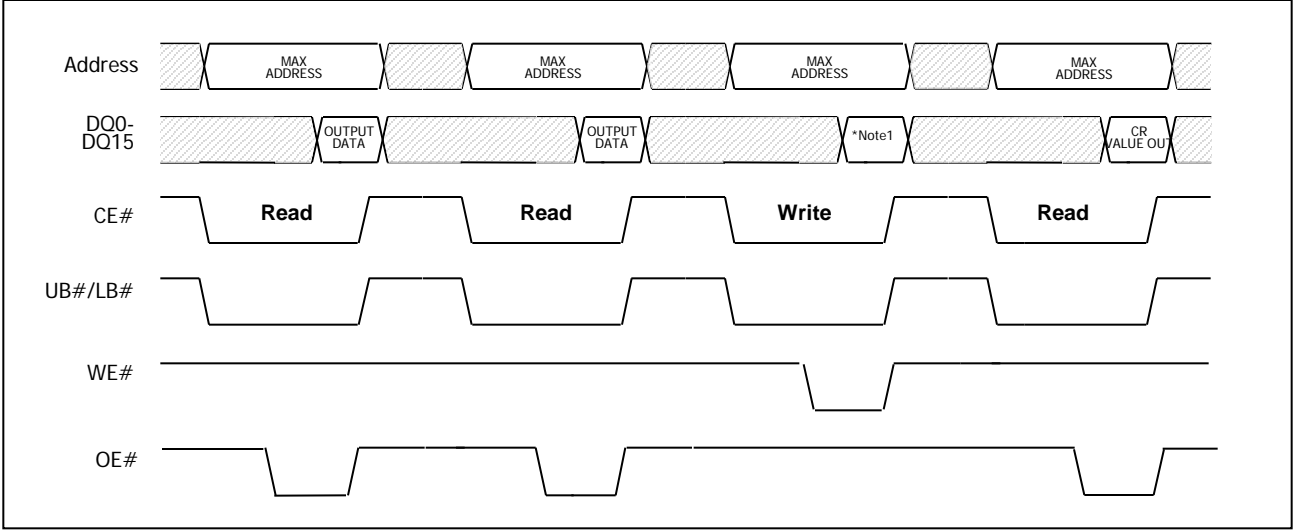 Address
MAX
ADDRESS
MAX
ADDRESS
MAX
ADDRESS
MAX
ADDRESS
DQ0-
DQ15
OUTPUT
DATA
OUTPUT
DATA
*Note1
CR
VALUE OUT
CE#
Read
Read
Write
Read
UB#/LB#
WE#
OE#